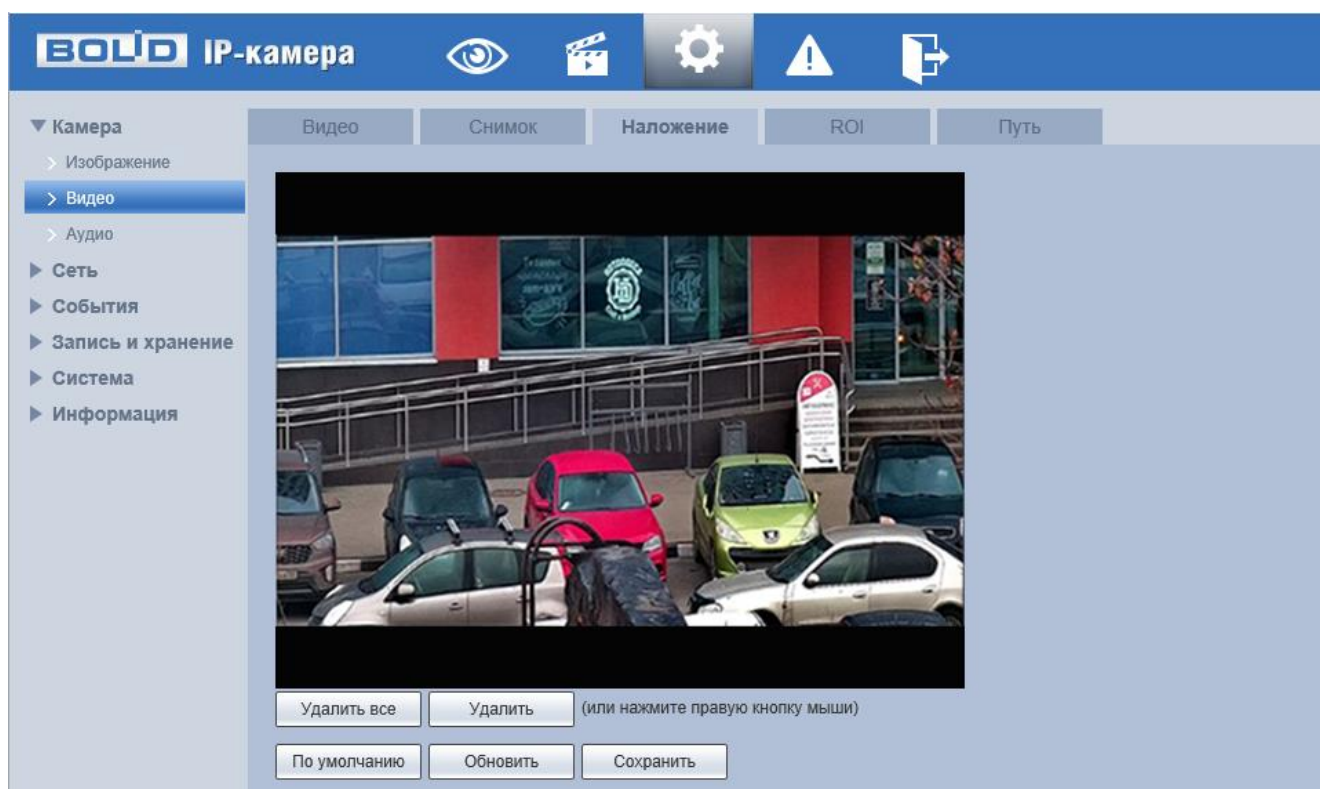 BOLID IP-камера
Камера
Видео
Снимок
Наложение
ROI
Путь
Изображение
Видео
Аудио
Сеть
События
Запись и хранение
Система
Информация
Удалить все
Удалить
(или нажмите правую кнопку мыши)
По умолчанию
Обновить
Сохранить